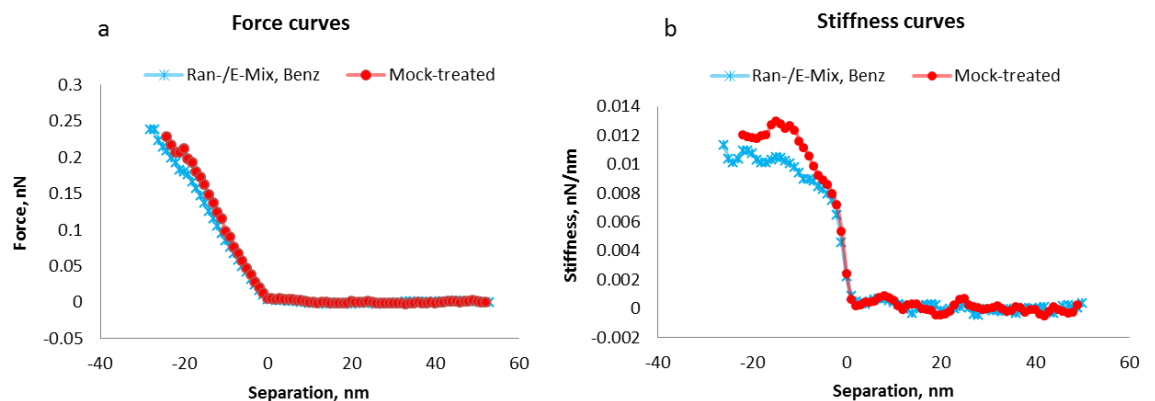 a
Force curves
Ran-/E-Mix, Benz
Mock-treated
0.3
0.25
0.2
0.15
0.1
0.05
0
-0.05
Force, nN
-40
-20
0
20
40
60
Separation, nm
b
Stiffness curves
Ran-/E-Mix, Benz
Mock-treated
0.014
0.012
0.01
0.008
0.006
0.004
0.002
0
-0.002
Stiffness, nN/nm
-40
-20
0
20
40
60
Separation, nm